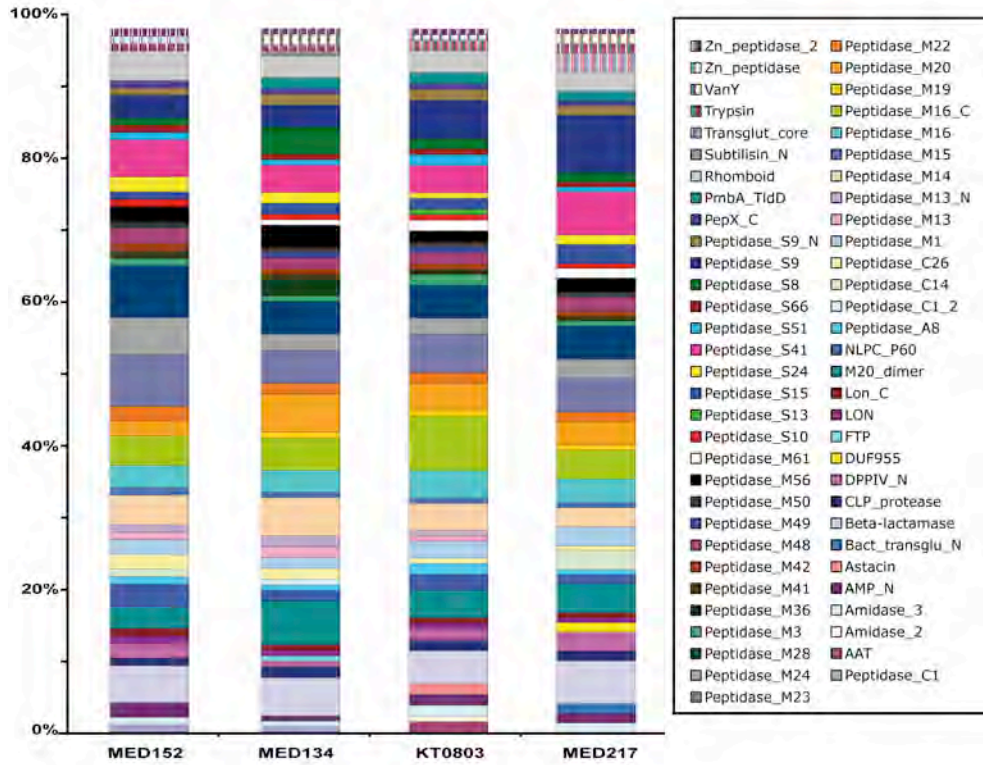 100%
80%
60%
40%
20%
0%
MED152 MED134 KT0803 MED217
Zn_peptidase_2 Peptidase_M22
Zn_peptidase Peptidase_M20
VanY Peptidase_M19
Trypsin Peptidase_M16_C
Transglut_core Peptidase_M16
Subtilisin_N Peptidase_M15
Rhomboid Peptidase_M14
PmbA_TldD Peptidase_M13_N
PepX_C Peptidase_M13
Peptidase_S9_N Peptidase_M1
Peptidase_S9 Peptidase_C26
Peptidase_S8 Peptidase_C14
Peptidase_S66 Peptidase_C1_2
Peptidase_S51 Peptidase_A8
Peptidase_S41 NLPC_P60
Peptidase_S24 M20_dimer
Peptidase_S15 Lon_C
Peptidase_S13 LON
Peptidase_S10 FTP
Peptidase_M61 DUF955
Peptidase_M56 DPPIV_N
Peptidase_M50 CLP_protease
Peptidase_M49 Beta-lactamase
Peptidase_M48 Bact_transglu_N
Peptidase_M42 Astacin
Peptidase_M41 AMP_N
Peptidase_M36 Amidase_3
Peptidase_M3 Amidase_2
Peptidase_M28 AAT
Peptidase_M24 Peptidase_C1
Peptidase_M23